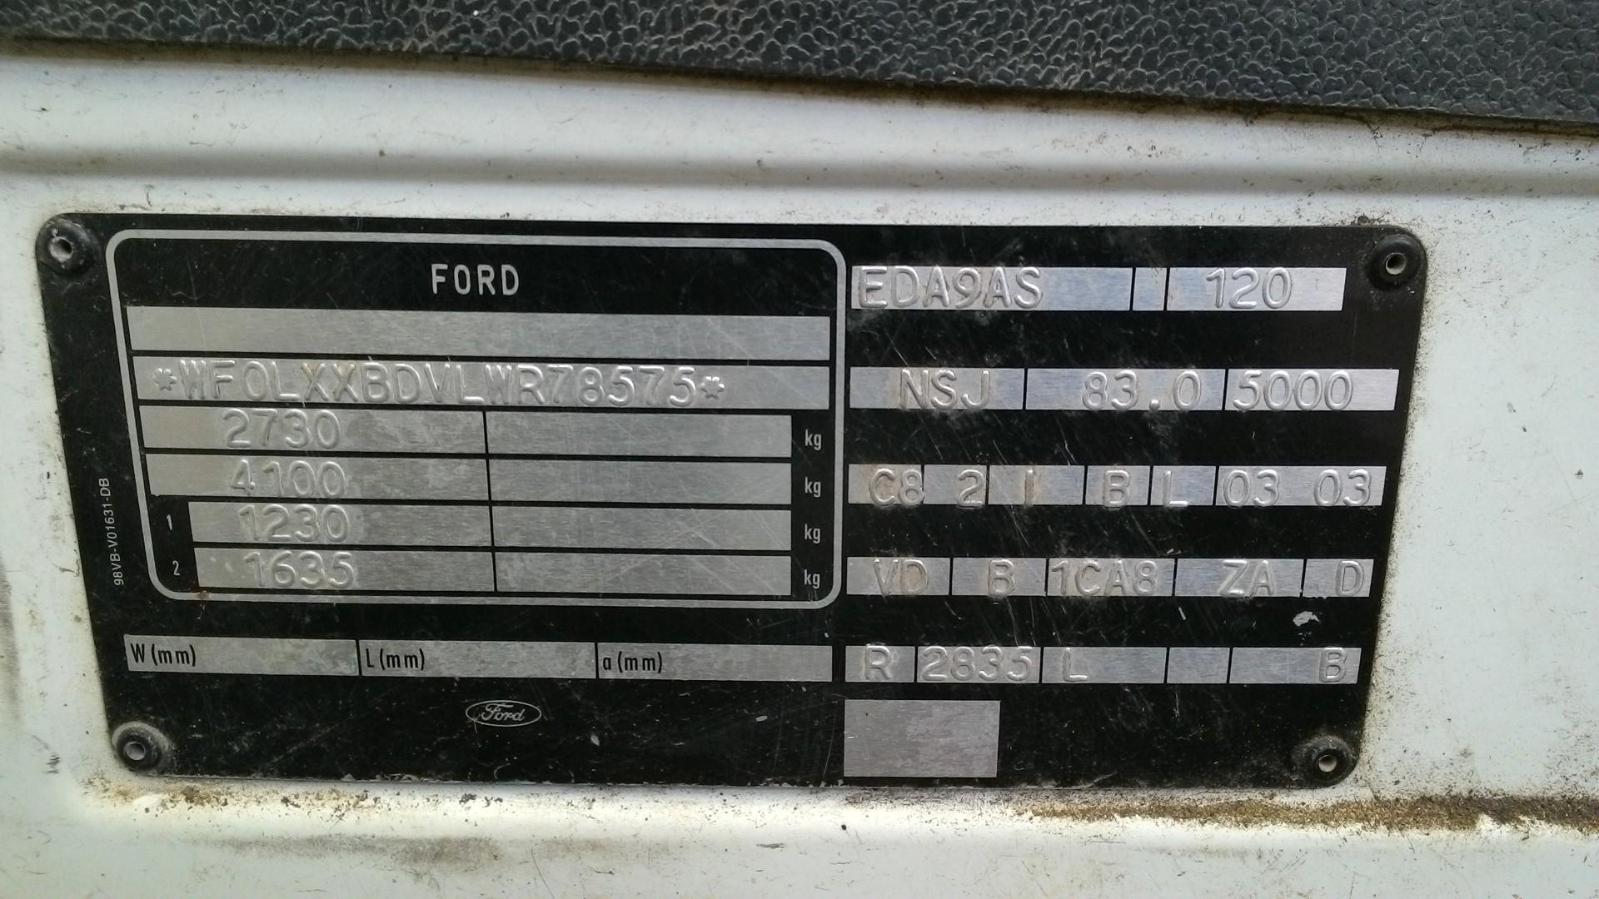 FORD
*WF0LXXBDVLWR78575*
2730 kg
4100 kg
1 1230 kg
2 1635 kg
W (mm) L (mm) a (mm)
Ford
98VB-V01631-DB
EDA9AS 120
NSJ 83.0 5000
C8 2 I B L 03 03
VD B 1CA8 ZA D
R 2835 L B